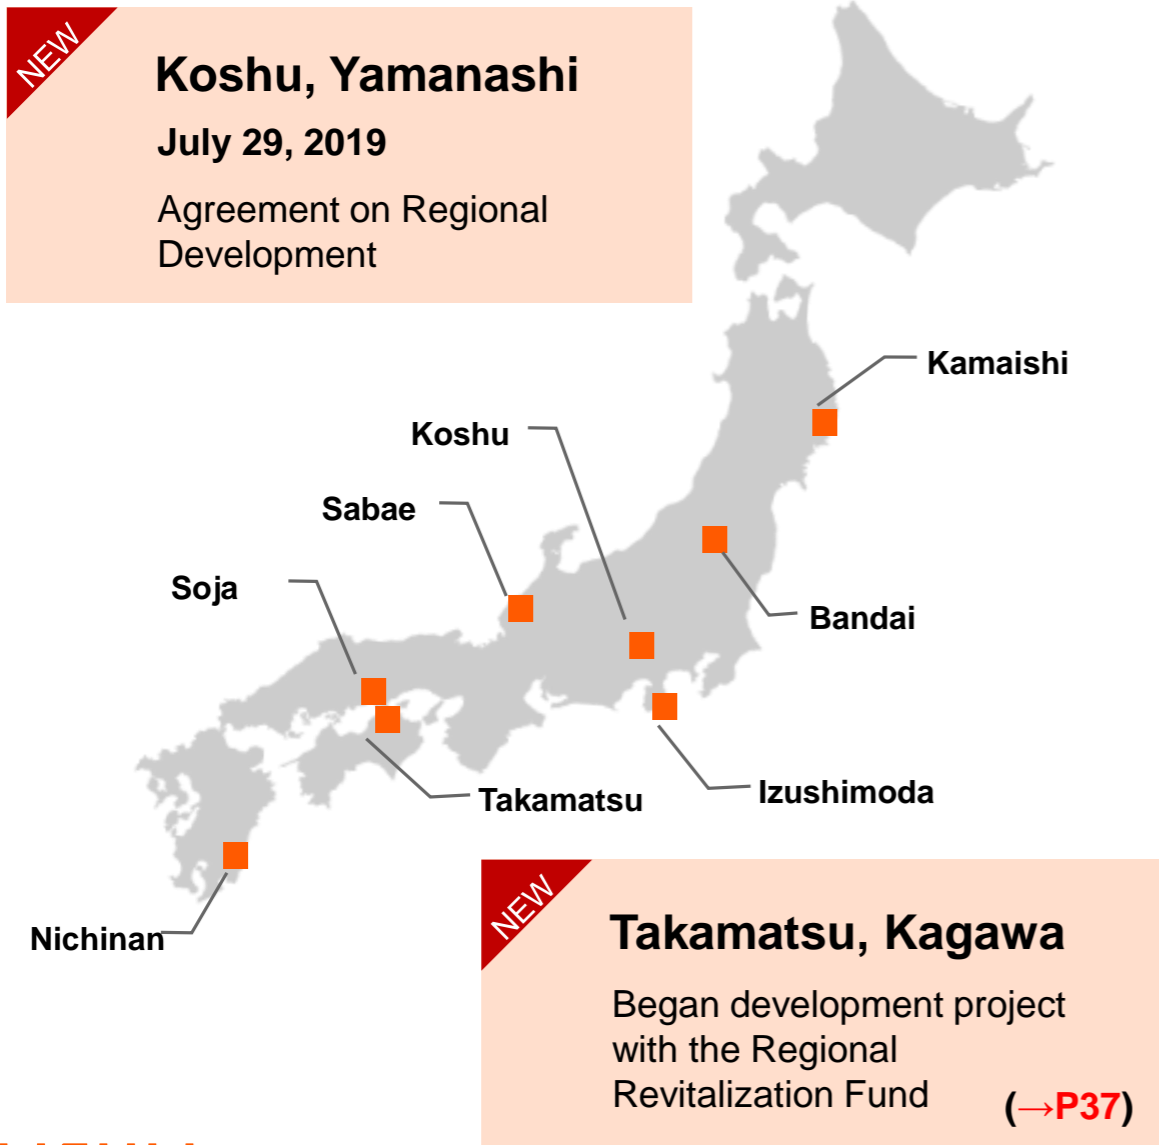 NEW
Koshu, Yamanashi
July 29, 2019
Agreement on Regional
Development
Kamaishi
Koshu
Sabae
Soja
Bandai
Izushimoda
Takamatsu
Nichinan
NEW
Takamatsu, Kagawa
Began development project
with the Regional
Revitalization Fund
(→P37)